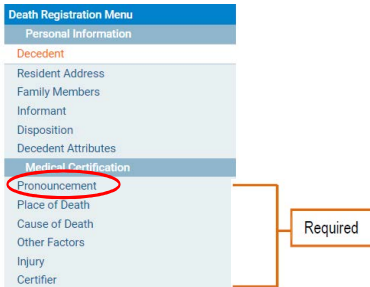 Death Registration Menu
Personal Information
Decedent
Resident Address
Family Members
Informant
Disposition
Decedent Attributes
Medical Certification
Pronouncement
Place of Death
Cause of Death
Other Factors
Injury
Certifier
Required